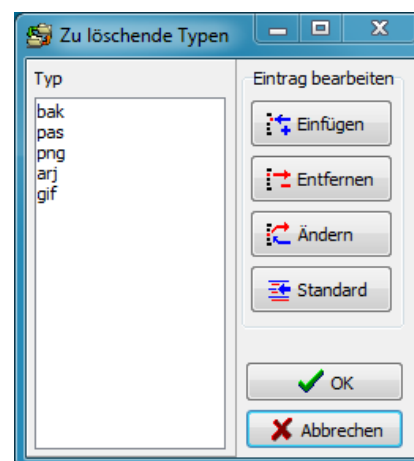 Zu löschende Typen
Typ
bak
pas
png
arj
gif
Eintrag bearbeiten
Einfügen
Entfernen
Ändern
Standard
OK
Abbrechen